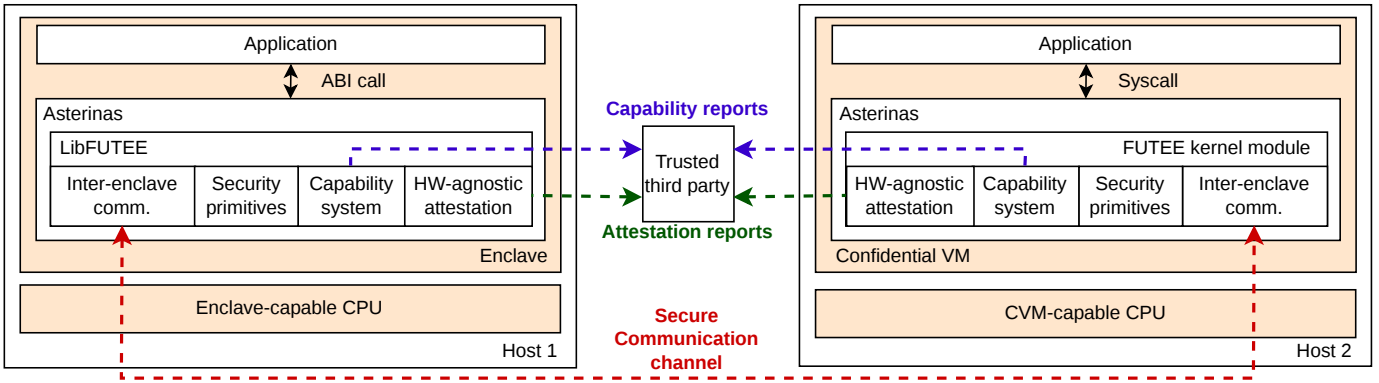 Application
ABI call
Asterinas
LibFUTEE
Inter-enclave
comm.
Security
primitives
Capability
system
HW-agnostic
attestation
Enclave
Enclave-capable CPU
Host 1
Capability reports
Trusted
third party
Attestation reports
Secure
Communication
channel
Application
Syscall
Asterinas
FUTEE kernel module
HW-agnostic
attestation
Capability
system
Security
primitives
Inter-enclave
comm.
Confidential VM
CVM-capable CPU
Host 2